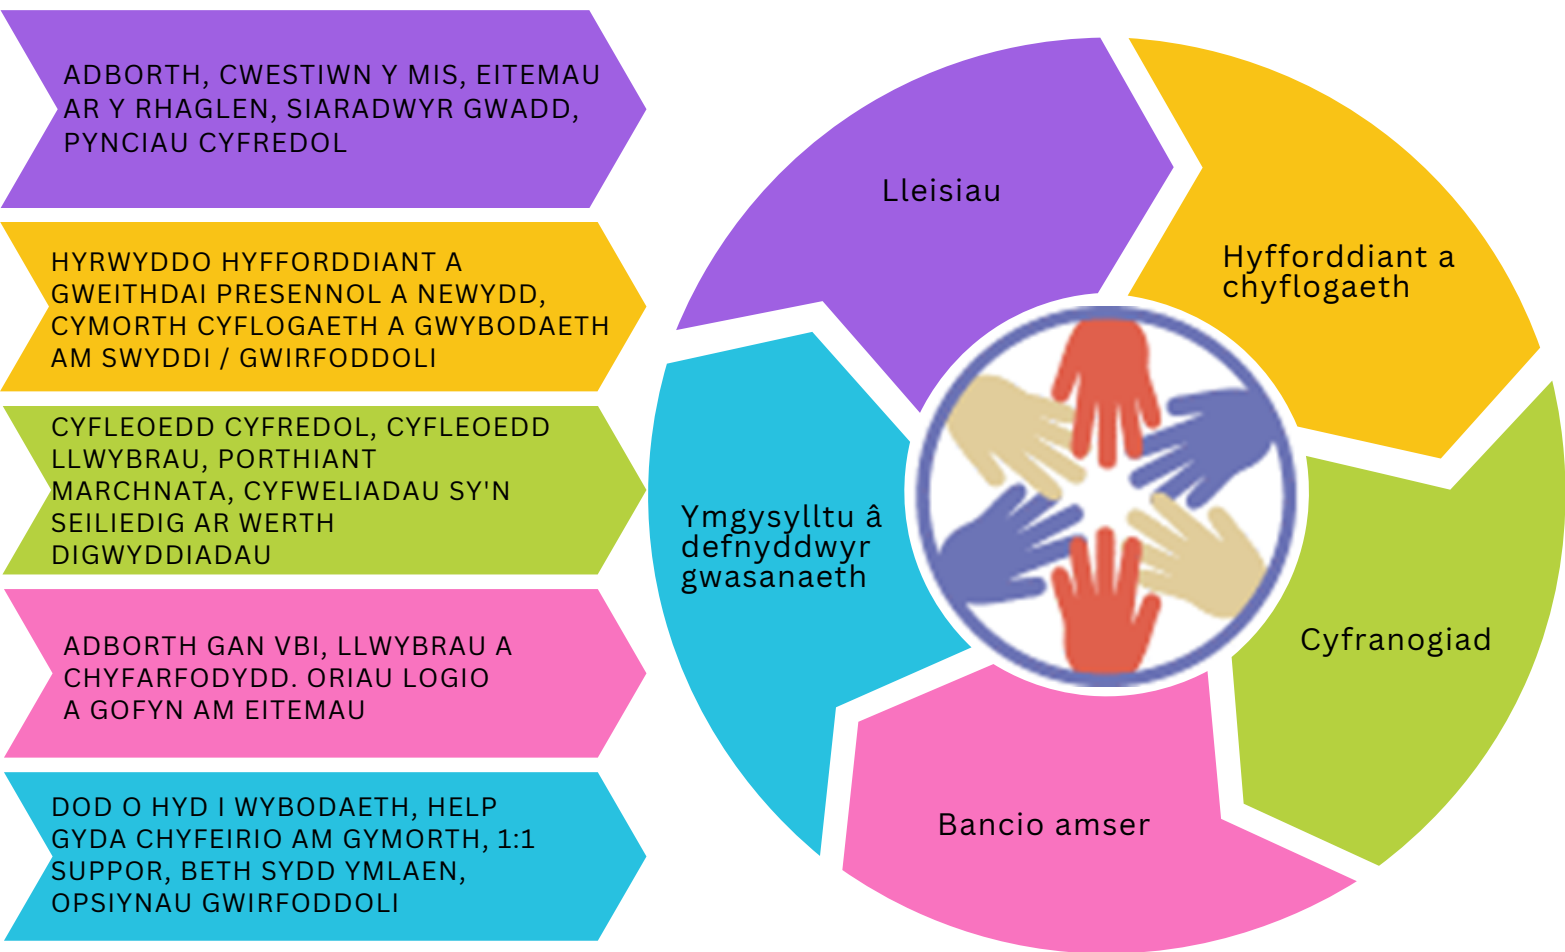 ADBORTH, CWESTIWN Y MIS, EITEMAU
AR Y RHAGLEN, SIARADWYR GWADD,
PYNCIAU CYFREDOL
HYRWYDDO HYFFORDDIANT A
GWEITHDAI PRESENNOL A NEWYDD,
CYMORTH CYFLOGAETH A GWYBODAETH
AM SWYDDI / GWIRFODDOLI
CYFLEOEDD CYFREDOL, CYFLEOEDD
LLWYBRAU, PORTHIANT
MARCHNATA, CYFWELIADAU SY'N
SEILIEDIG AR WERTH
DIGWYDDIADAU
ADBORTH GAN VBI, LLWYBRAU A
CHYFARFODYDD. ORIAU LOGIO
A GOFYN AM EITEMAU
DOD O HYD I WYBODAETH, HELP
GYDA CHYFEIRIO AM GYMORTH, 1:1
SUPPOR, BETH SYDD YMLAEN,
OPSIYNAU GWIRFODDOLI
Lleisiau
Hyfforddiant a
chyflogaeth
Cyfranogiad
Bancio amser
Ymgysylltu â
defnyddwyr
gwasanaeth